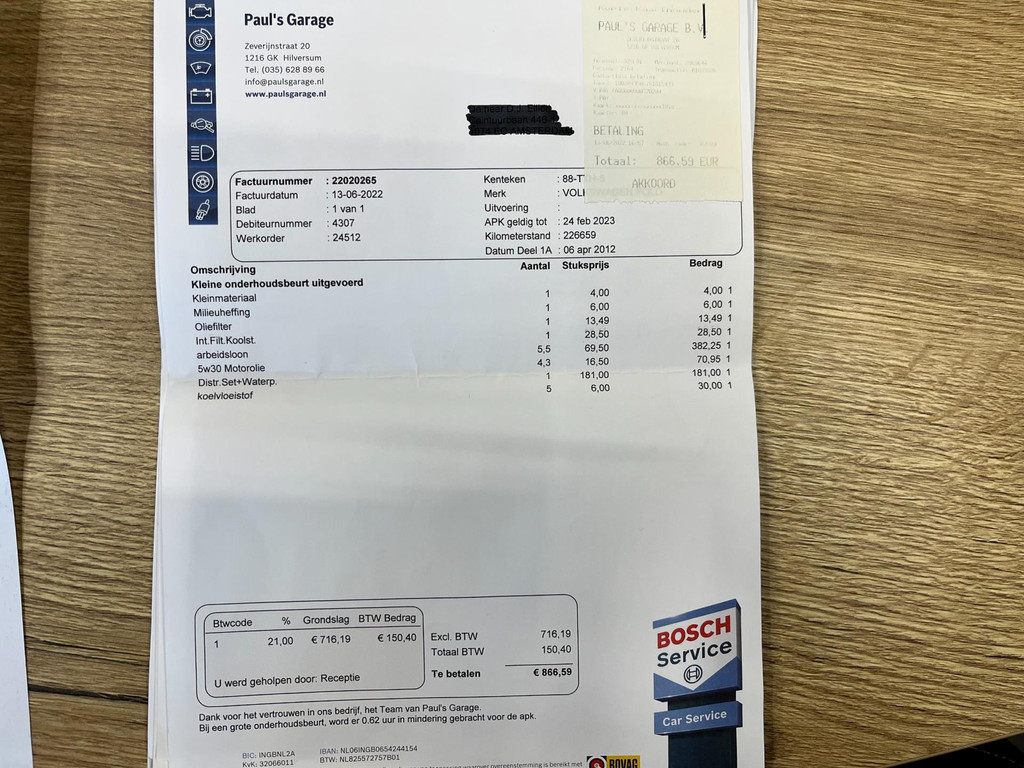 Paul's Garage
Zeverijnstraat 20
1216 GK Hilversum
Tel. (035) 628 89 66
info@paulsgarage.nl
www.paulsgarage.nl
PAUL'S GARAGE B.V
BETALING
Totaal: 866.59 EUR
AKKOORD
Factuurnummer : 22020265
Factuurdatum : 13-06-2022
Blad : 1 van 1
Debiteurnummer : 4307
Werkorder : 24512
Kenteken : 88-T
Merk : VOL
Uitvoering :
APK geldig tot : 24 feb 2023
Kilometerstand : 226659
Datum Deel 1A : 06 apr 2012
Omschrijving Aantal Stuksprijs Bedrag
Kleine onderhoudsbeurt uitgevoerd
Kleinmateriaal 1 4,00 4,00 1
Milieuheffing 1 6,00 6,00 1
Oliefilter 1 13,49 13,49 1
Int.Filt.Koolst. 1 28,50 28,50 1
arbeidsloon 5,5 69,50 382,25 1
5w30 Motorolie 4,3 16,50 70,95 1
Distr.Set+Waterp. 1 181,00 181,00 1
koelvloeistof 5 6,00 30,00 1
Btwcode % Grondslag BTW Bedrag
1 21,00 € 716,19 € 150,40
U werd geholpen door: Receptie
Excl. BTW 716,19
Totaal BTW 150,40
Te betalen € 866,59
BOSCH
Service
Car Service
Dank voor het vertrouwen in ons bedrijf, het Team van Paul's Garage.
Bij een grote onderhoudsbeurt, word er 0.62 uur in mindering gebracht voor de apk.
BIC: INGBNL2A IBAN: NL06INGB0654244154
KvK: 32066011 BTW: NL825572757B01
overeenstemming is bereikt met
BOVAG